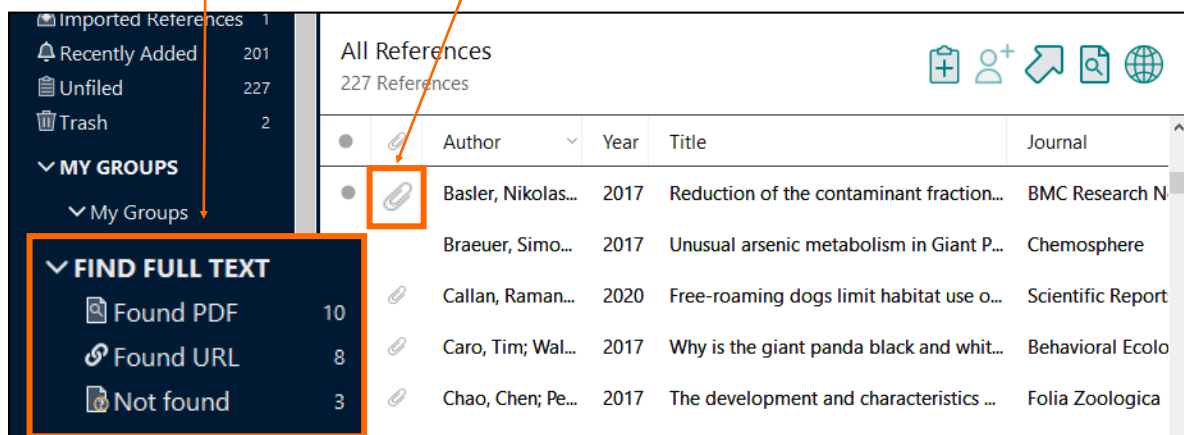 Imported References 1
Recently Added 201
Unfiled 227
Trash 2
MY GROUPS
My Groups
FIND FULL TEXT
Found PDF 10
Found URL 8
Not found 3
All References
227 References
Author Year Title Journal
Basler, Nikolas... 2017 Reduction of the contaminant fraction... BMC Research
Braeuer, Simo... 2017 Unusual arsenic metabolism in Giant P... Chemosphere
Callan, Raman... 2020 Free-roaming dogs limit habitat use o... Scientific Report
Caro, Tim; Wal... 2017 Why is the giant panda black and whit... Behavioral Ecolo
Chao, Chen; Pe... 2017 The development and characteristics ... Folia Zoologica